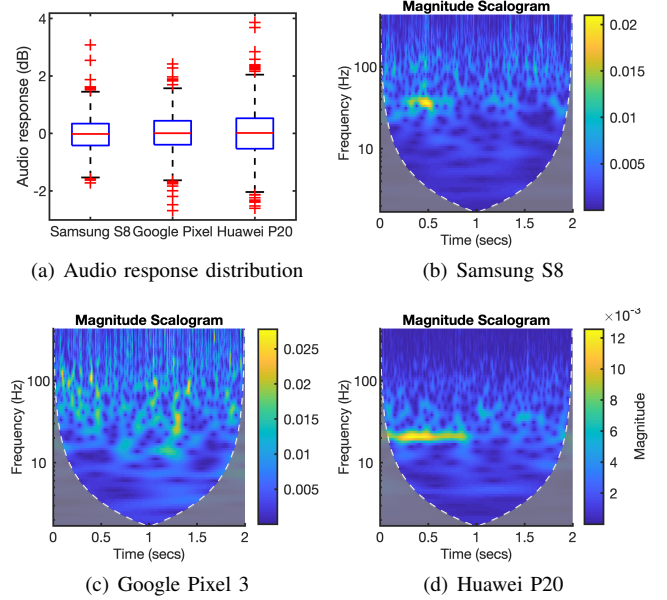 Audio response (dB)
4
2
0
-2
Samsung S8 Google Pixel Huawei P20
(a) Audio response distribution
Magnitude Scalogram
Frequency (Hz)
100
10
0 0.5 1 1.5 2
Time (secs)
0.02
0.015
0.01
0.005
(b) Samsung S8
Magnitude Scalogram
Frequency (Hz)
100
10
0 0.5 1 1.5 2
Time (secs)
0.025
0.02
0.015
0.01
0.005
(c) Google Pixel 3
Magnitude Scalogram
Frequency (Hz)
100
10
0 0.5 1 1.5 2
Time (secs)
×10⁻³
12
10
8
6
4
2
Magnitude
(d) Huawei P20